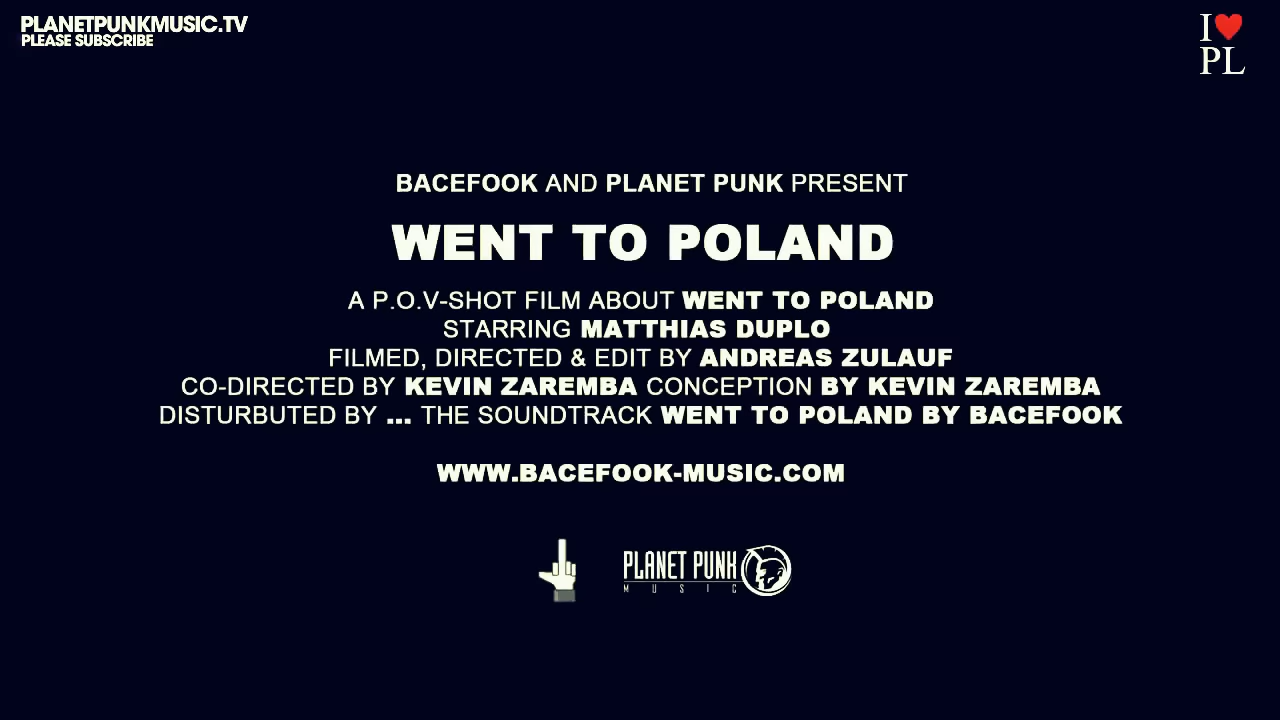 PLANETPUNKMUSIC.TV
PLEASE SUBSCRIBE
I❤
PL
BACEFOOK AND PLANET PUNK PRESENT
WENT TO POLAND
A P.O.V-SHOT FILM ABOUT WENT TO POLAND
STARRING MATTHIAS DUPLO
FILMED, DIRECTED & EDIT BY ANDREAS ZULAUF
CO-DIRECTED BY KEVIN ZAREMBA CONCEPTION BY KEVIN ZAREMBA
DISTURBUTED BY ... THE SOUNDTRACK WENT TO POLAND BY BACEFOOK
WWW.BACEFOOK-MUSIC.COM
PLANET PUNK
MUSIC